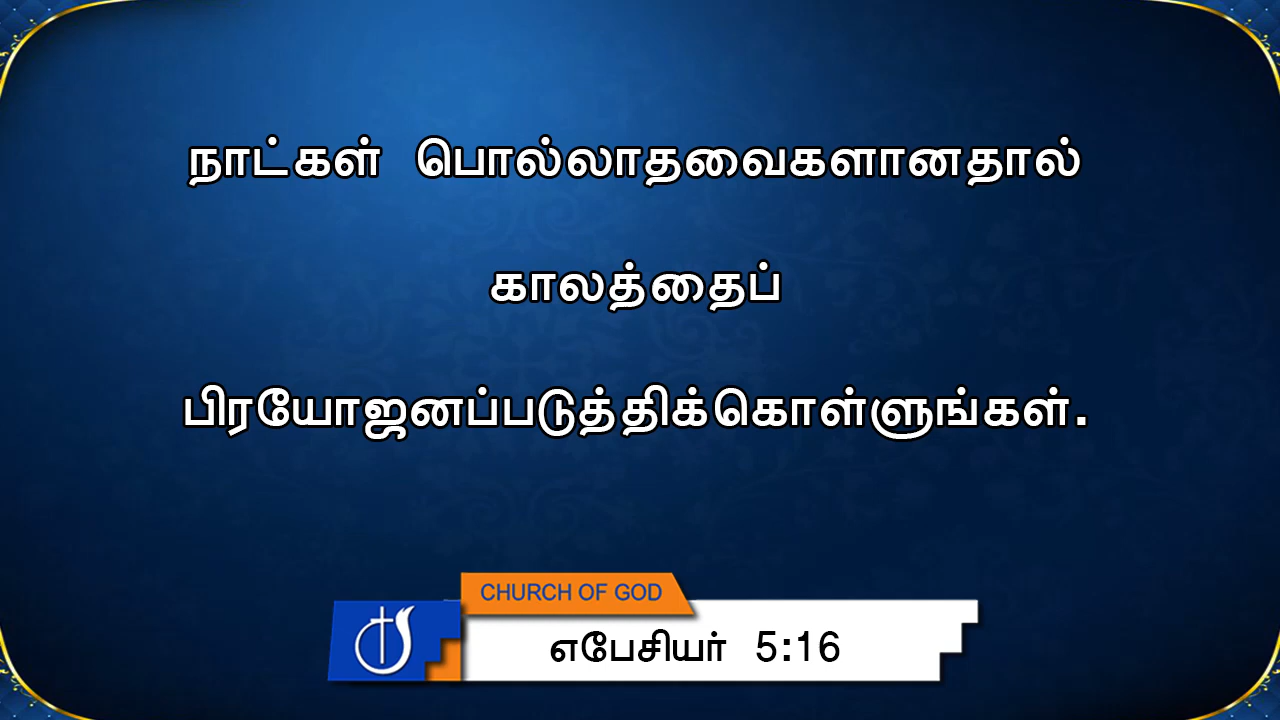 நாட்கள் பொல்லாதவைகளானதால்
காலத்தைப்
பிரயோஜனப்படுத்திக்கொள்ளுங்கள்.
CHURCH OF GOD
எபேசியர் 5:16